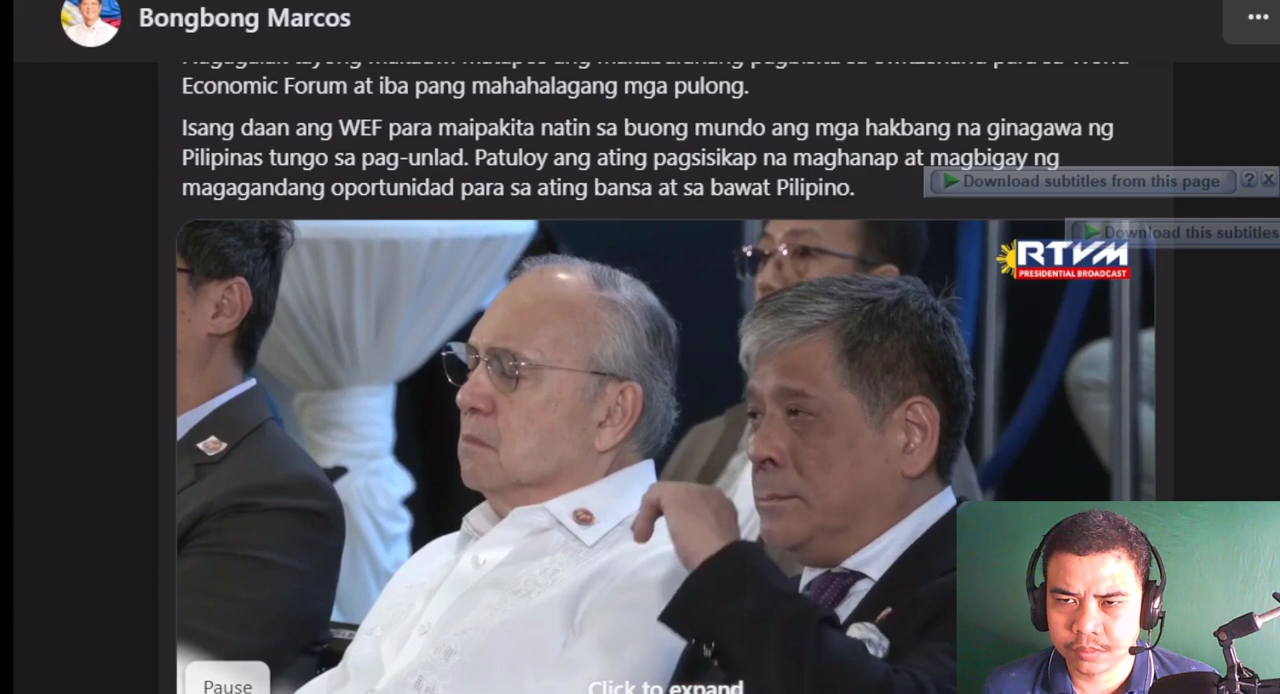 Bongbong Marcos
Economic Forum at iba pang mahahalagang mga pulong.
Isang daan ang WEF para maipakita natin sa buong mundo ang mga hakbang na ginagawa ng
Pilipinas tungo sa pag-unlad. Patuloy ang ating pagsisikap na maghanap at magbigay ng
magagandang oportunidad para sa ating bansa at sa bawat Pilipino.
Download subtitles from this page ? X
Download this subtitles
RTVM
PRESIDENTIAL BROADCAST
Pause
Click to expand